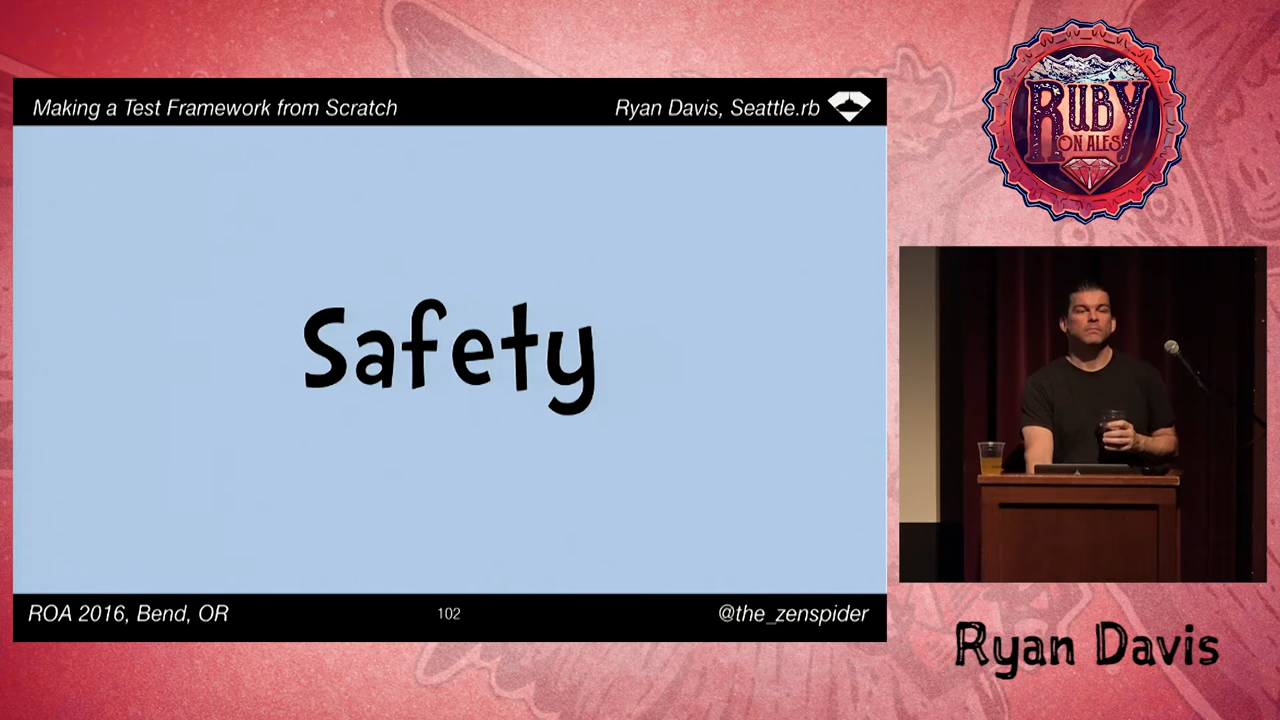 Making a Test Framework from Scratch
Ryan Davis, Seattle.rb
RUBY
ON ALES
Safety
ROA 2016, Bend, OR
102
@the_zenspider
Ryan Davis